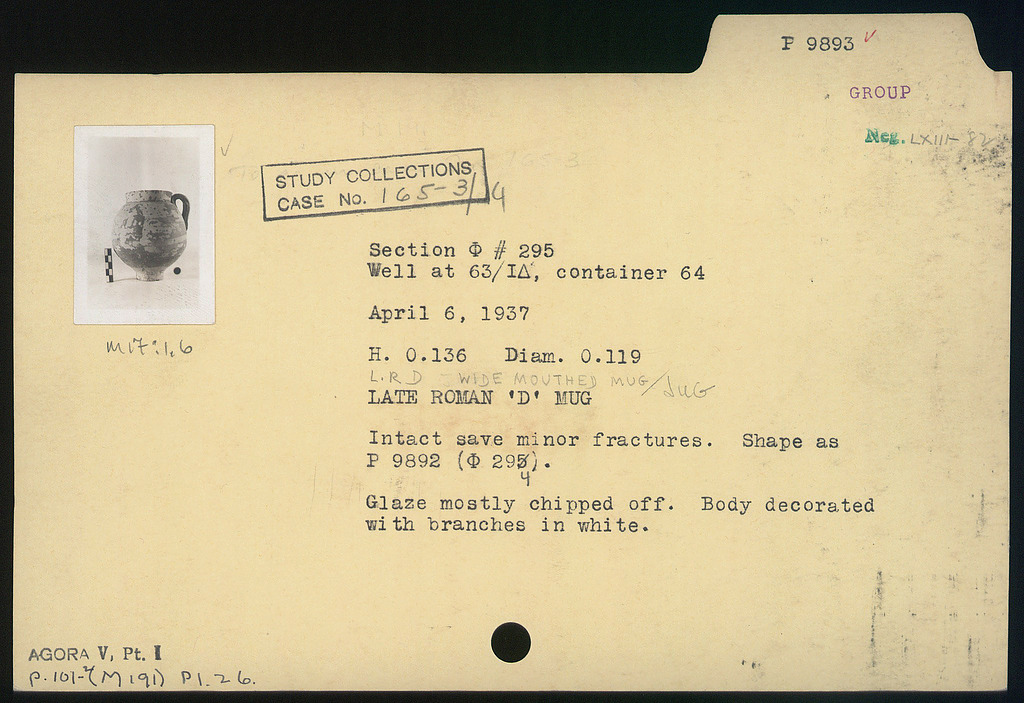 P 9893 √
GROUP
Neg. LXIII- 82
STUDY COLLECTIONS
CASE No. 165-3/4
Section Φ # 295
Well at 63/ΙΔ, container 64
April 6, 1937
m17:1,6
H. 0.136 Diam. 0.119
L.R D - WIDE MOUTHED MUG/JUG
LATE ROMAN 'D' MUG
Intact save minor fractures. Shape as
P 9892 (Φ 295).
4
Glaze mostly chipped off. Body decorated
with branches in white.
AGORA V, Pt. I
p.101-2 (M191) Pl.26.